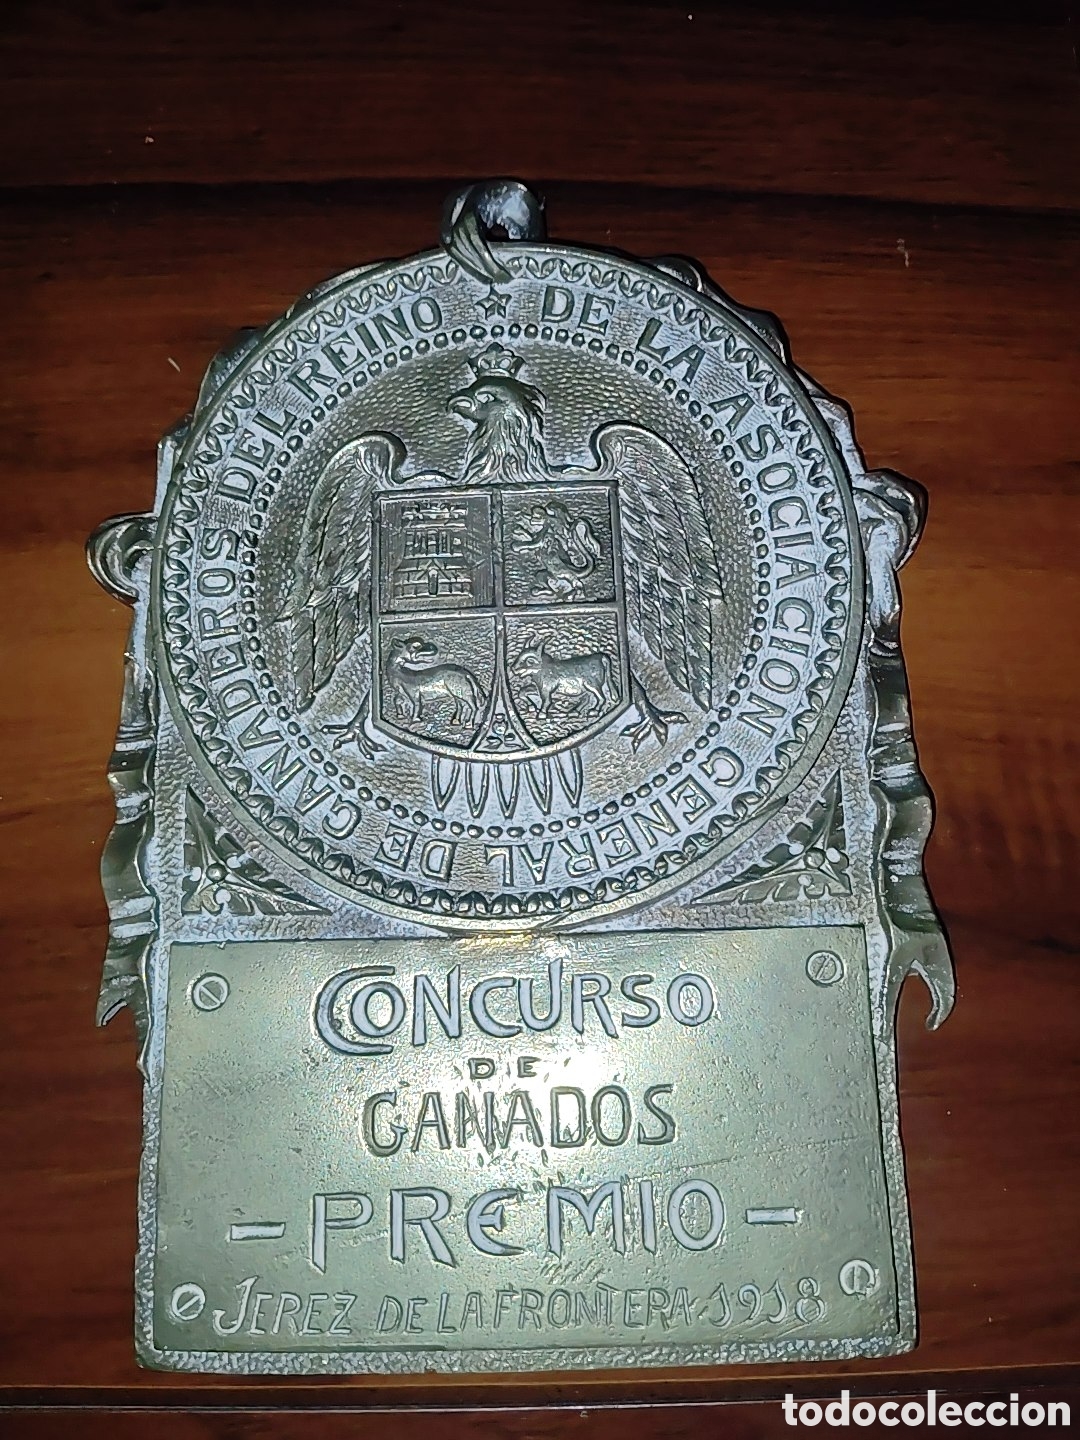 ★ DE LA ASOCIACION GENERAL DE GANADEROS DEL REINO
CONCURSO
DE
GANADOS
- PREMIO -
JEREZ DE LA FRONTERA 1918
todocoleccion